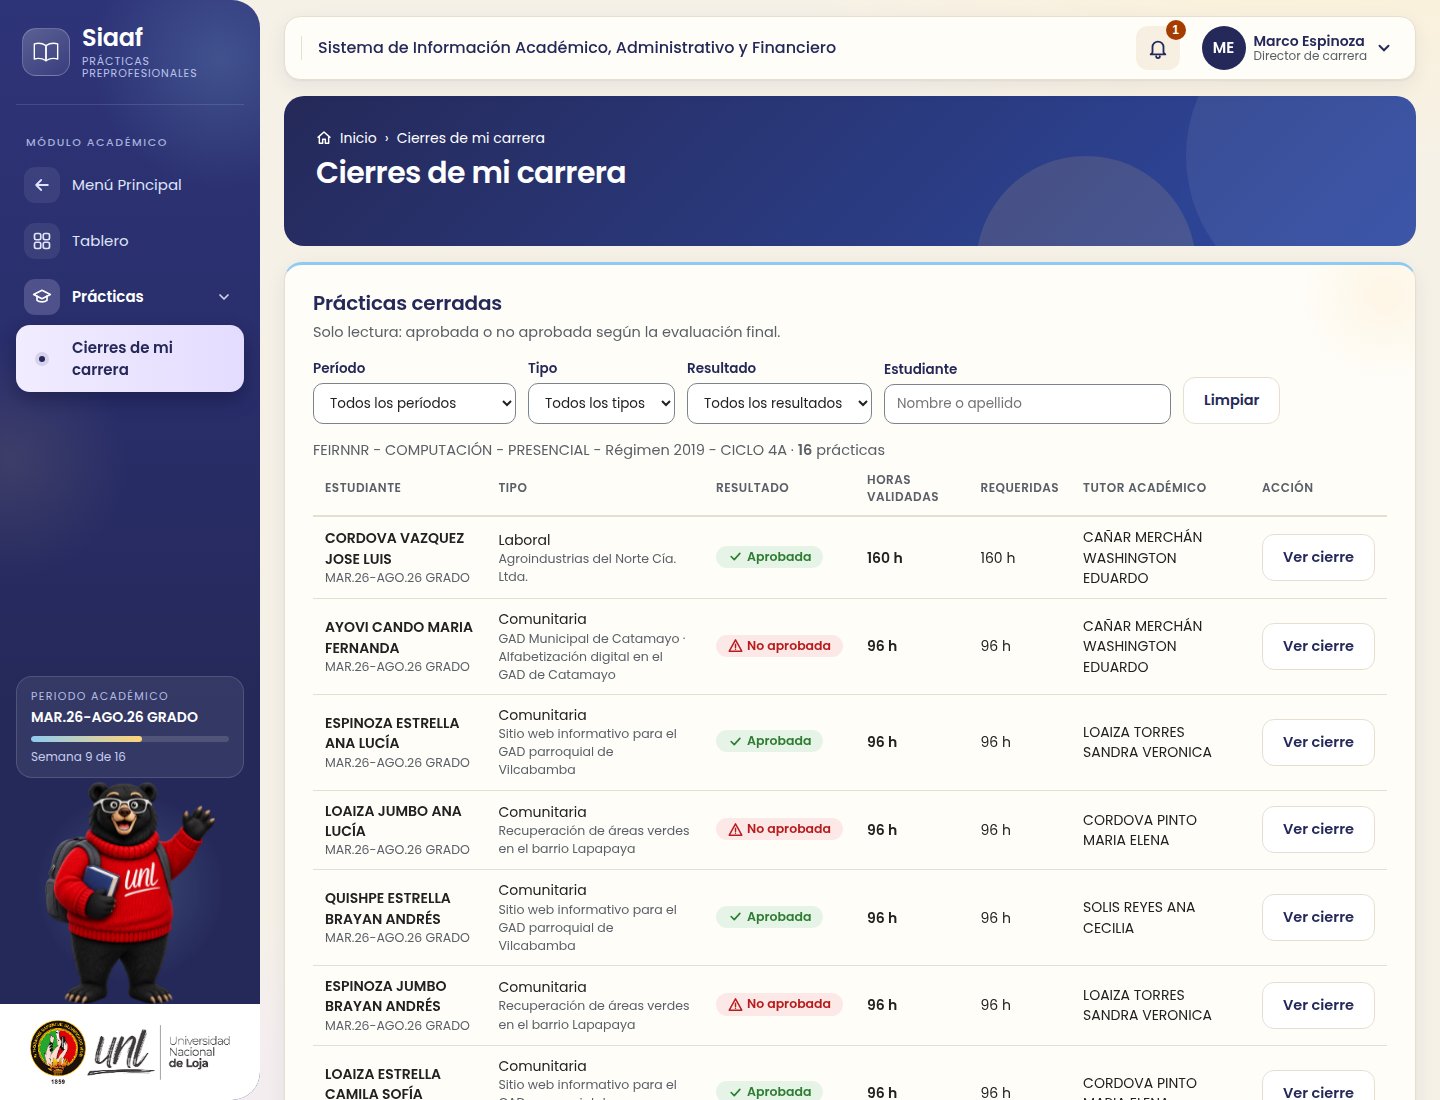 Siaaf
PRÁCTICAS
PREPROFESIONALES
MÓDULO ACADÉMICO
Menú Principal
Tablero
Prácticas
Cierres de mi
carrera
PERIODO ACADÉMICO
MAR.26-AGO.26 GRADO
Semana 9 de 16
unl
1859
unl
Universidad
Nacional
de Loja
Sistema de Información Académico, Administrativo y Financiero
1
ME
Marco Espinoza
Director de carrera
Inicio › Cierres de mi carrera
Cierres de mi carrera
Prácticas cerradas
Solo lectura: aprobada o no aprobada según la evaluación final.
Período Tipo Resultado Estudiante
Todos los períodos Todos los tipos Todos los resultados Nombre o apellido Limpiar
FEIRNNR - COMPUTACIÓN - PRESENCIAL - Régimen 2019 - CICLO 4A · 16 prácticas
ESTUDIANTE TIPO RESULTADO HORAS VALIDADAS REQUERIDAS TUTOR ACADÉMICO ACCIÓN
CORDOVA VAZQUEZ
JOSE LUIS
MAR.26-AGO.26 GRADO
Laboral
Agroindustrias del Norte Cía.
Ltda.
Aprobada
160 h
160 h
CAÑAR MERCHÁN
WASHINGTON
EDUARDO
Ver cierre
AYOVI CANDO MARIA
FERNANDA
MAR.26-AGO.26 GRADO
Comunitaria
GAD Municipal de Catamayo ·
Alfabetización digital en el
GAD de Catamayo
No aprobada
96 h
96 h
CAÑAR MERCHÁN
WASHINGTON
EDUARDO
Ver cierre
ESPINOZA ESTRELLA
ANA LUCÍA
MAR.26-AGO.26 GRADO
Comunitaria
Sitio web informativo para el
GAD parroquial de
Vilcabamba
Aprobada
96 h
96 h
LOAIZA TORRES
SANDRA VERONICA
Ver cierre
LOAIZA JUMBO ANA
LUCÍA
MAR.26-AGO.26 GRADO
Comunitaria
Recuperación de áreas verdes
en el barrio Lapapaya
No aprobada
96 h
96 h
CORDOVA PINTO
MARIA ELENA
Ver cierre
QUISHPE ESTRELLA
BRAYAN ANDRÉS
MAR.26-AGO.26 GRADO
Comunitaria
Sitio web informativo para el
GAD parroquial de
Vilcabamba
Aprobada
96 h
96 h
SOLIS REYES ANA
CECILIA
Ver cierre
ESPINOZA JUMBO
BRAYAN ANDRÉS
MAR.26-AGO.26 GRADO
Comunitaria
Recuperación de áreas verdes
en el barrio Lapapaya
No aprobada
96 h
96 h
LOAIZA TORRES
SANDRA VERONICA
Ver cierre
LOAIZA ESTRELLA
CAMILA SOFÍA
Comunitaria
Sitio web informativo para el
Aprobada
96 h
96 h
CORDOVA PINTO
Ver cierre